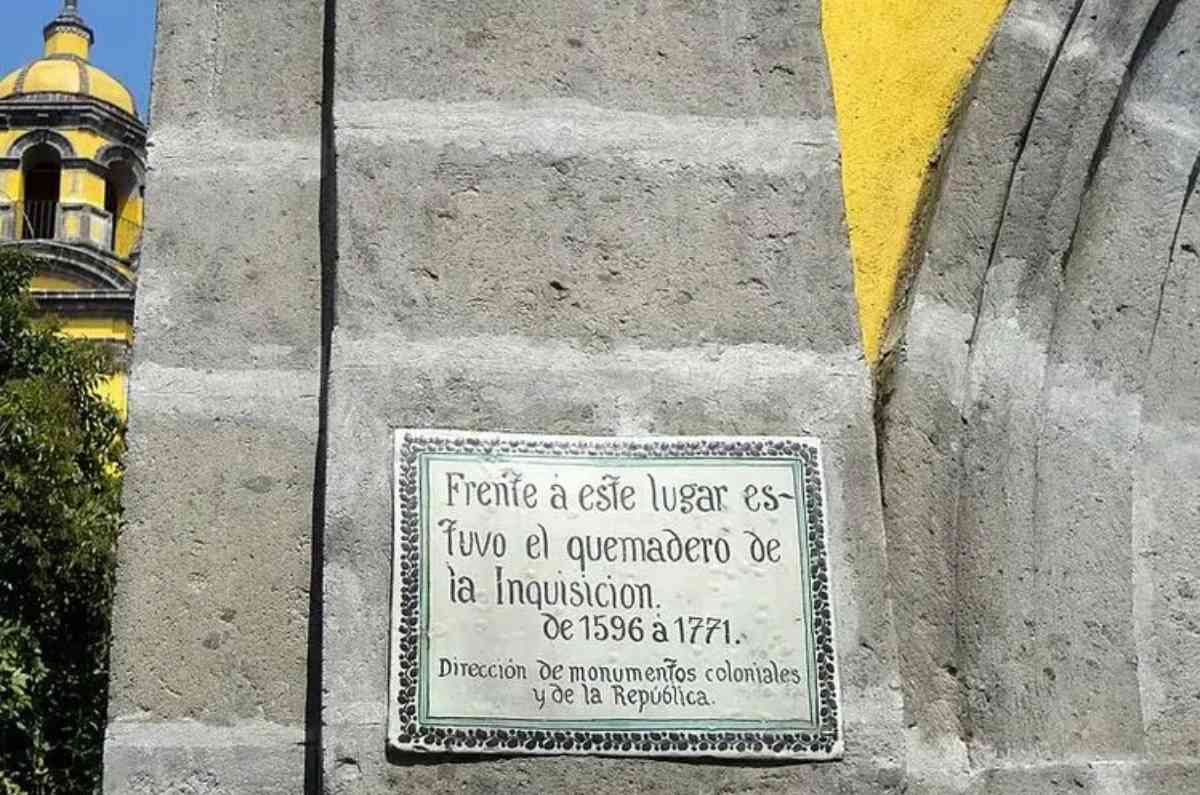 Frente à este lugar es-
tuvo el quemadero de
la Inquisicion.
de 1596 à 1771.
Dirección de monumentos coloniales
y de la República.